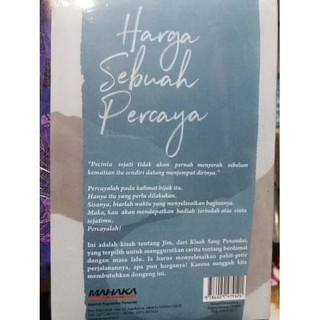 Harga
Sebuah
Percaya
"Pecinta sejati tidak akan pernah menyerah sebelum
kematian itu sendiri datang menjemput dirinya."
Percayalah pada kalimat bijak itu.
Hanya itu yang perlu dilakukan.
Sisanya, biarlah waktu yang menyelesaikan bagiannya.
Maka, kau akan mendapatkan hadiah terindah atas cinta
sejatimu.
Percayalah!
Ini adalah kisah tentang Jim, dari Kisah Sang Penandai,
yang terpilih untuk mengguratkan cerita tentang berdamai
dengan masa lalu. Ia harus menyelesaikan pahit-getir
perjalanannya, apa pun harganya! Karena sungguh kita
membutuhkan dongeng ini.
MAHAKA